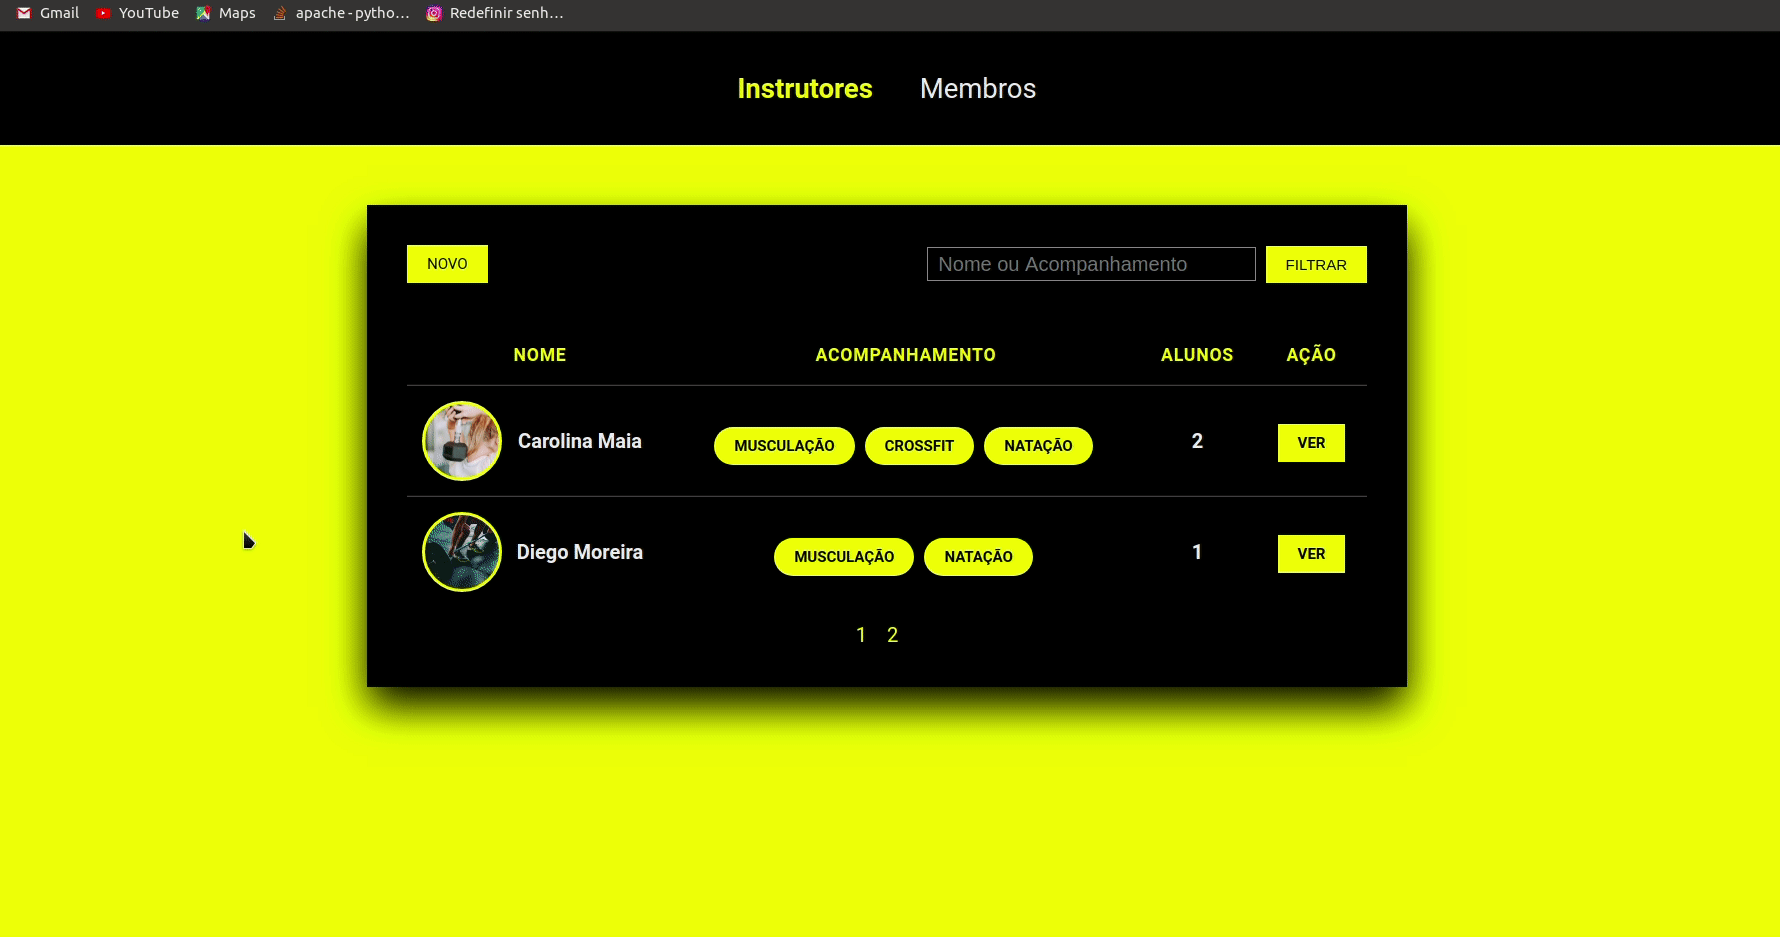 Gmail YouTube Maps apache - pytho... Redefinir senh...
Instrutores Membros
NOVO Nome ou Acompanhamento FILTRAR
NOME ACOMPANHAMENTO ALUNOS AÇÃO
Carolina Maia MUSCULAÇÃO CROSSFIT NATAÇÃO 2 VER
Diego Moreira MUSCULAÇÃO NATAÇÃO 1 VER
1 2